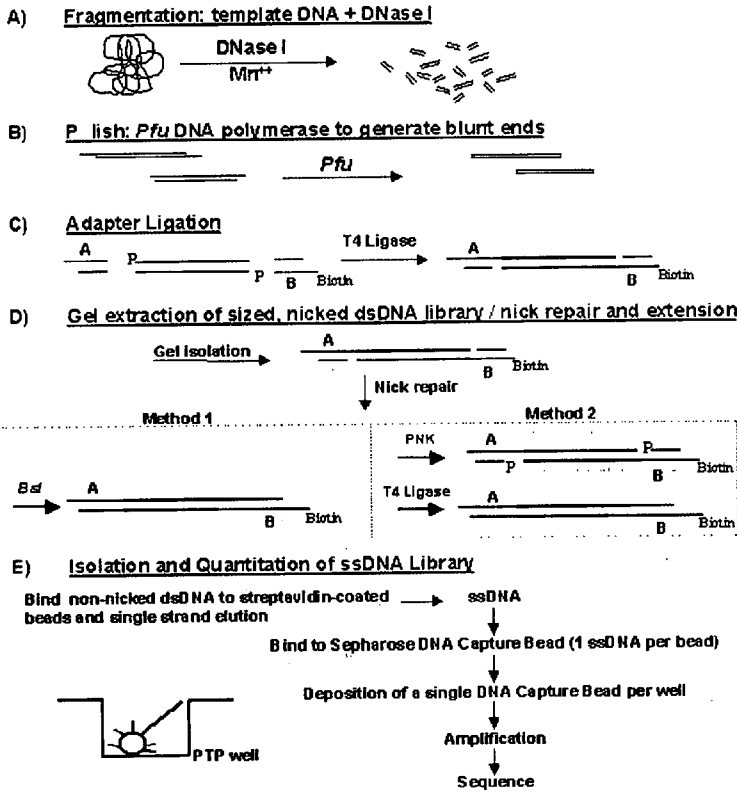 A) Fragmentation: template DNA + DNase I
DNase I
Mn++
B) P lish: Pfu DNA polymerase to generate blunt ends
Pfu
C) Adapter Ligation
A P P B Biotin
T4 Ligase
A B Biotin
D) Gel extraction of sized, nicked dsDNA library / nick repair and extension
Gel isolation
A B Biotin
Nick repair
Method 1
Method 2
Bst
A B Biotin
PNK
A P P B Biotin
T4 Ligase
A B Biotin
E) Isolation and Quantitation of ssDNA Library
Bind non-nicked dsDNA to streptavidin-coated
beads and single strand elution
ssDNA
Bind to Sepharose DNA Capture Bead (1 ssDNA per bead)
Deposition of a single DNA Capture Bead per well
Amplification
Sequence
PTP well